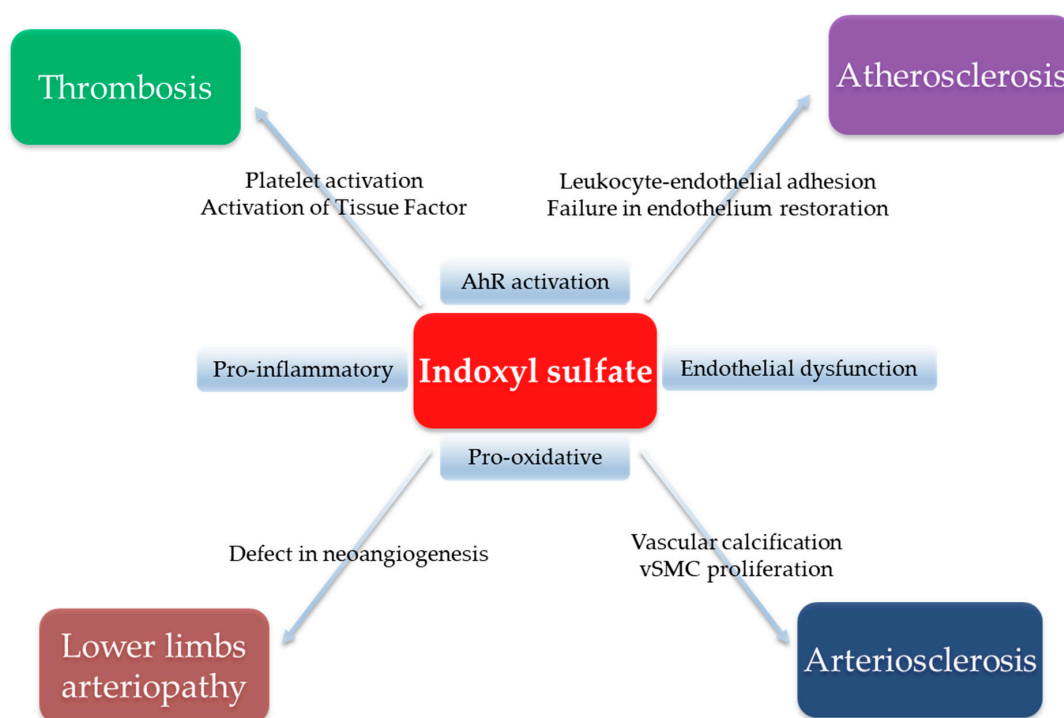 Thrombosis
Atherosclerosis
Platelet activation
Activation of Tissue Factor
Leukocyte-endothelial adhesion
Failure in endothelium restoration
AhR activation
Pro-inflammatory
Indoxyl sulfate
Endothelial dysfunction
Pro-oxidative
Defect in neoangiogenesis
Vascular calcification
vSMC proliferation
Lower limbs
arteriopathy
Arteriosclerosis